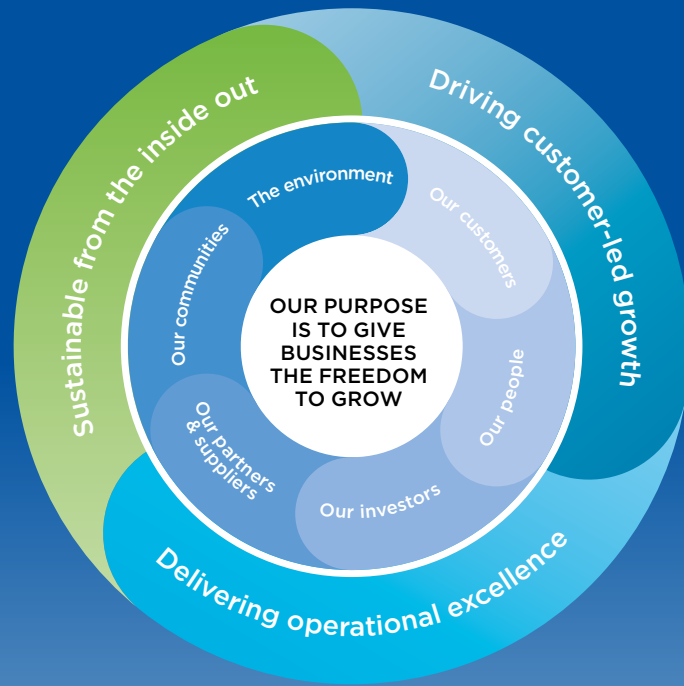 Sustainable from the inside out
Driving customer-led growth
Delivering operational excellence
The environment
Our customers
Our people
Our investors
Our partners
& suppliers
Our communities
OUR PURPOSE
IS TO GIVE
BUSINESSES
THE FREEDOM
TO GROW